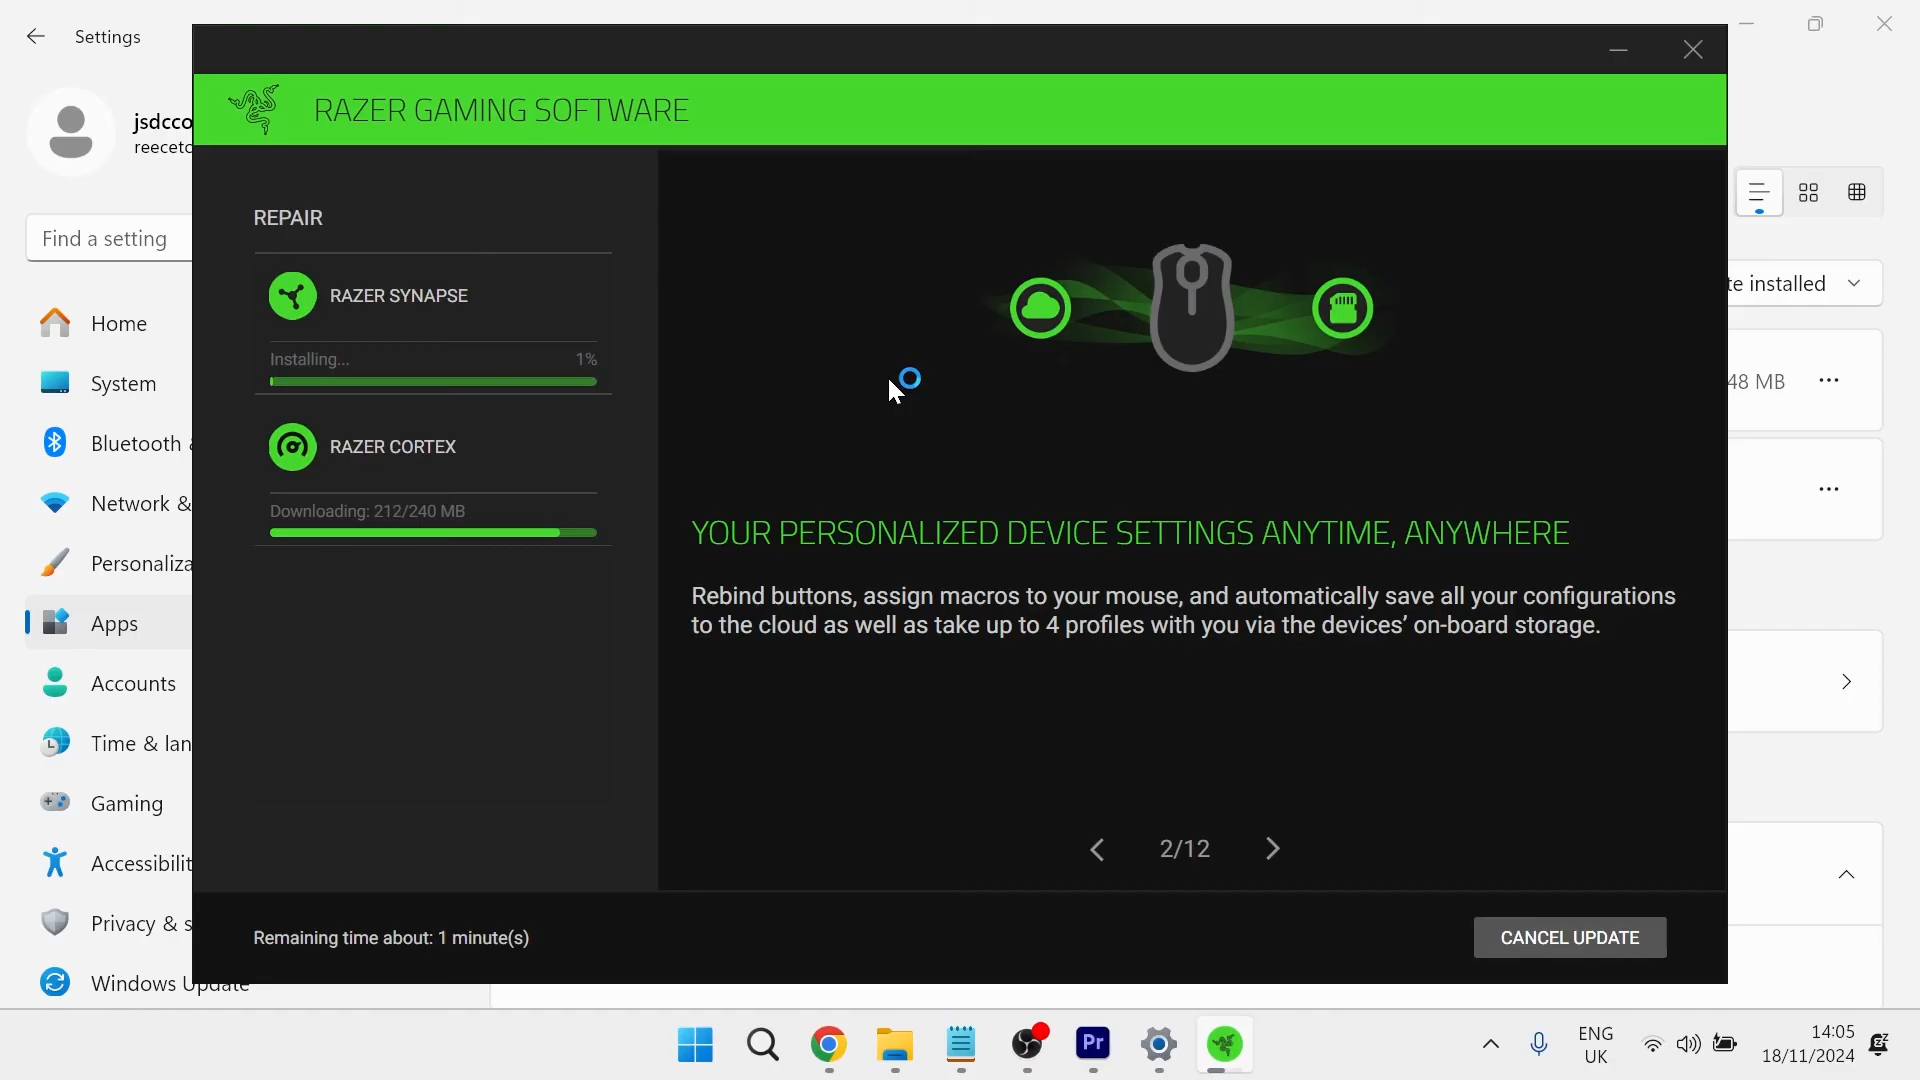 Settings
jsdcco
reeceto
Find a setting
Home
System
Bluetooth &
Network &
Personaliza
Apps
Accounts
Time & lan
Gaming
Accessibilit
Privacy & s
Windows Update
RAZER GAMING SOFTWARE
REPAIR
RAZER SYNAPSE
Installing... 1%
RAZER CORTEX
Downloading: 212/240 MB
YOUR PERSONALIZED DEVICE SETTINGS ANYTIME, ANYWHERE
Rebind buttons, assign macros to your mouse, and automatically save all your configurations
to the cloud as well as take up to 4 profiles with you via the devices’ on-board storage.
2/12
Remaining time about: 1 minute(s)
CANCEL UPDATE
te installed
48 MB
Pr
ENG
UK
14:05
18/11/2024